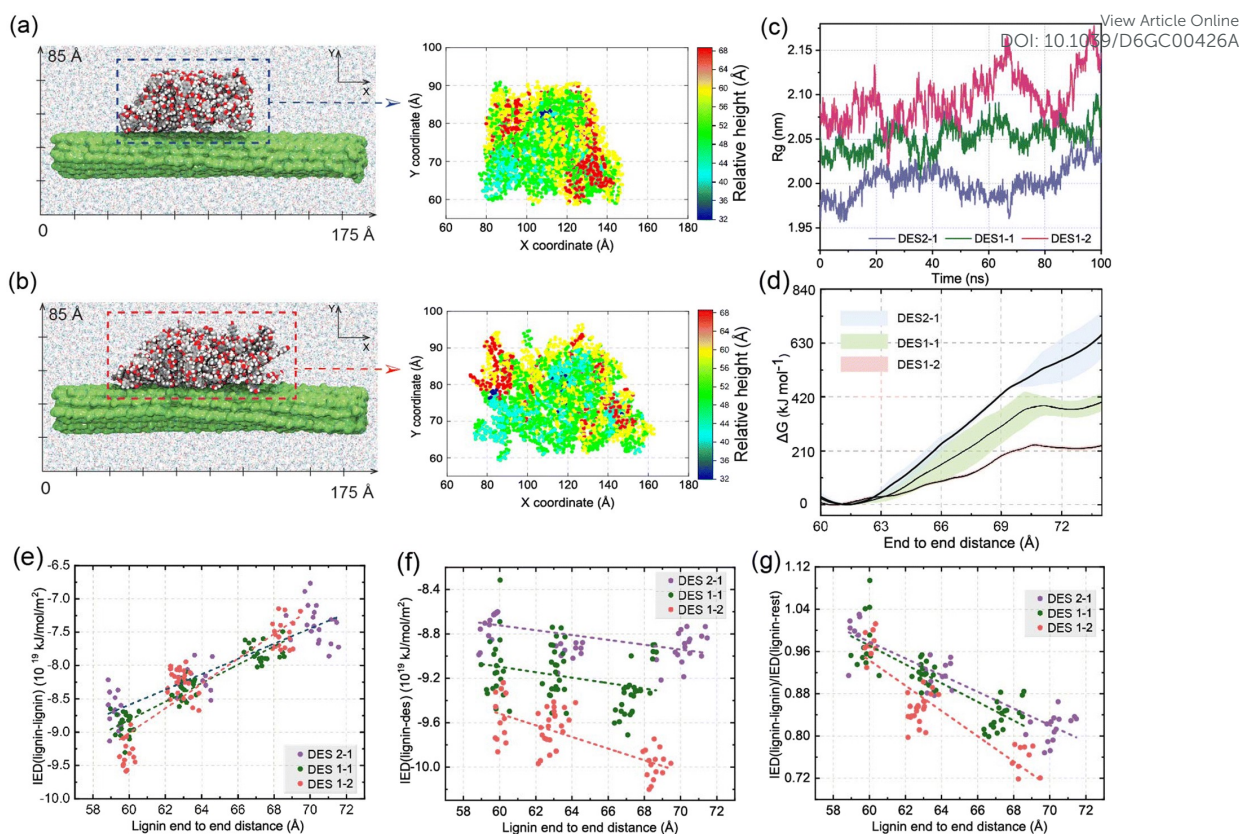 View Article Online
DOI: 10.1039/D6GC00426A
(a)
85 Å
Y
X
0
175 Å
Y coordinate (Å)
100
90
80
70
60
60 80 100 120 140 160 180
X coordinate (Å)
Relative height (Å)
68
64
60
56
52
48
44
40
36
32
(b)
85 Å
Y
X
0
175 Å
Y coordinate (Å)
100
90
80
70
60
60 80 100 120 140 160 180
X coordinate (Å)
Relative height (Å)
68
64
60
56
52
48
44
40
36
32
(c)
Rg (nm)
2.15
2.10
2.05
2.00
1.95
DES2-1 DES1-1 DES1-2
0 20 40 60 80 100
Time (ns)
(d)
ΔG (kJ mol⁻¹)
840
630
420
210
0
DES2-1
DES1-1
DES1-2
60 63 66 69 72
End to end distance (Å)
(e)
IED(lignin-lignin) (10⁻¹⁹ kJ/mol/m²)
-6.5
-7.0
-7.5
-8.0
-8.5
-9.0
-9.5
-10.0
DES 2-1
DES 1-1
DES 1-2
58 60 62 64 66 68 70 72
Lignin end to end distance (Å)
(f)
IED(lignin-des) (10¹⁹ kJ/mol/m²)
-8.4
-8.8
-9.2
-9.6
-10.0
DES 2-1
DES 1-1
DES 1-2
58 60 62 64 66 68 70 72
Lignin end to end distance (Å)
(g)
IED(lignin-lignin)/IED(lignin-rest)
1.12
1.04
0.96
0.88
0.80
0.72
DES 2-1
DES 1-1
DES 1-2
58 60 62 64 66 68 70 72
Lignin end to end distance (Å)